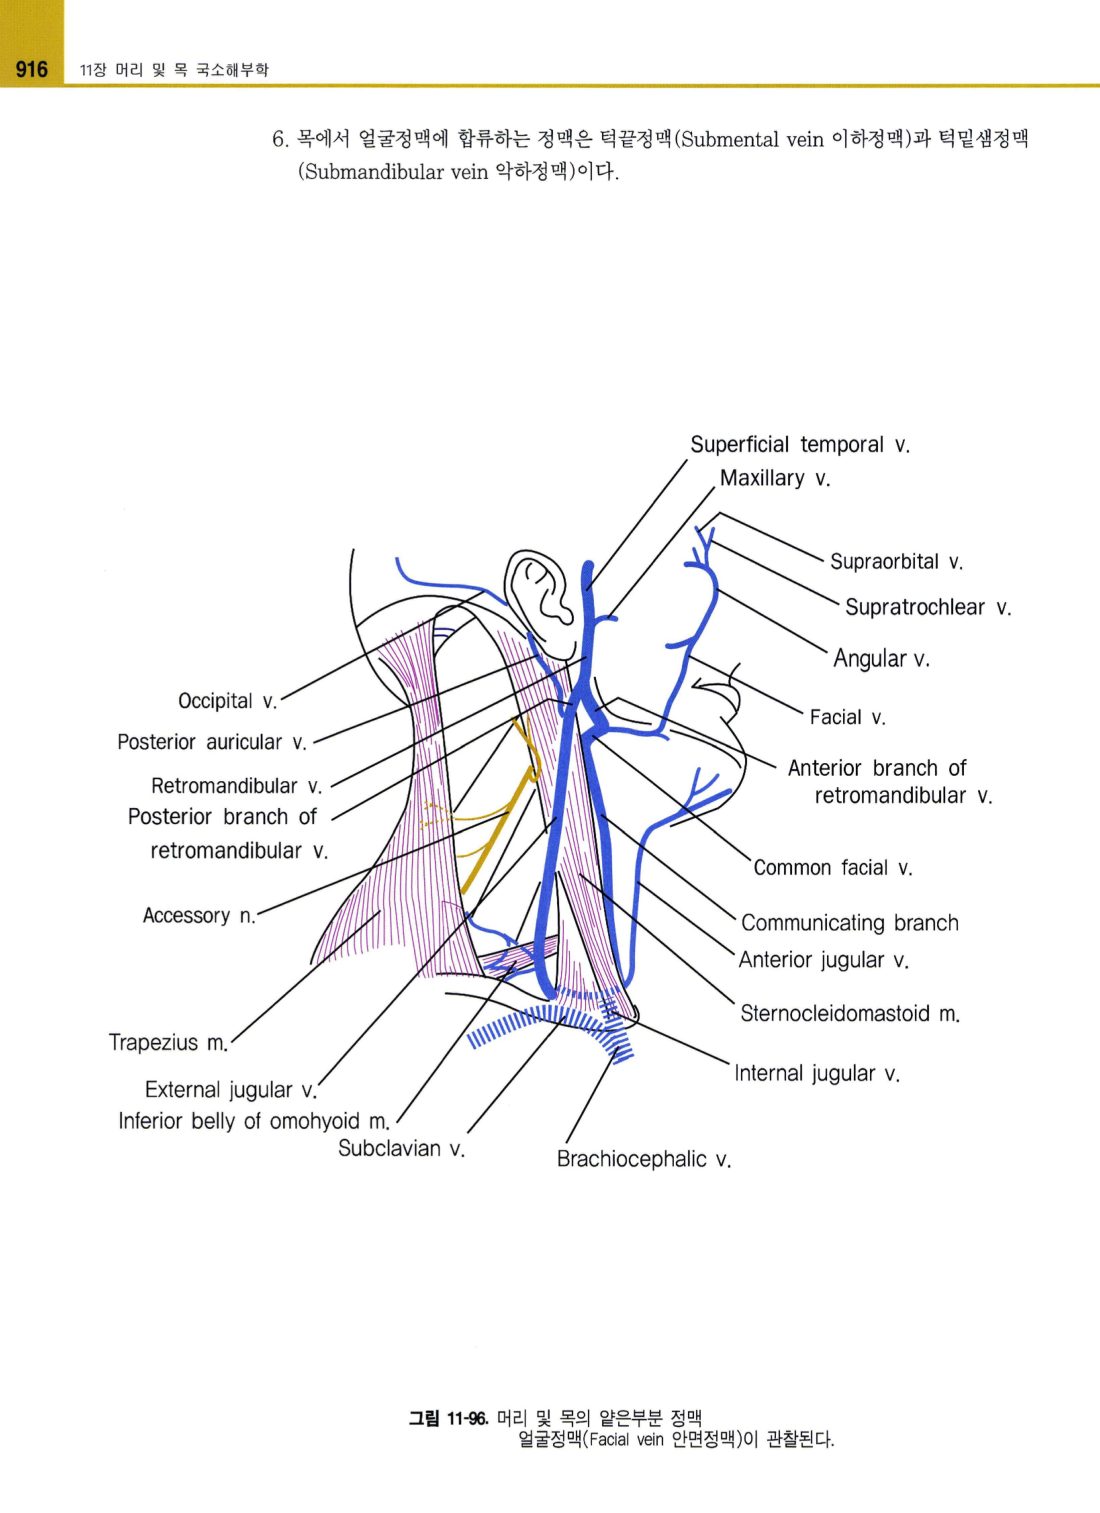 916
11장 머리 및 목 국소해부학
6. 목에서 얼굴정맥에 합류하는 정맥은 턱끝정맥(Submental vein 이하정맥)과 턱밑샘정맥
(Submandibular vein 악하정맥)이다.
Superficial temporal v.
Maxillary v.
Supraorbital v.
Supratrochlear v.
Angular v.
Occipital v.
Facial v.
Posterior auricular v.
Anterior branch of
retromandibular v.
Retromandibular v.
Posterior branch of
retromandibular v.
Common facial v.
Accessory n.
Communicating branch
Anterior jugular v.
Sternocleidomastoid m.
Trapezius m.
Internal jugular v.
External jugular v.
Inferior belly of omohyoid m.
Subclavian v.
Brachiocephalic v.
그림 11-96. 머리 및 목의 얕은부분 정맥
얼굴정맥(Facial vein 안면정맥)이 관찰된다.